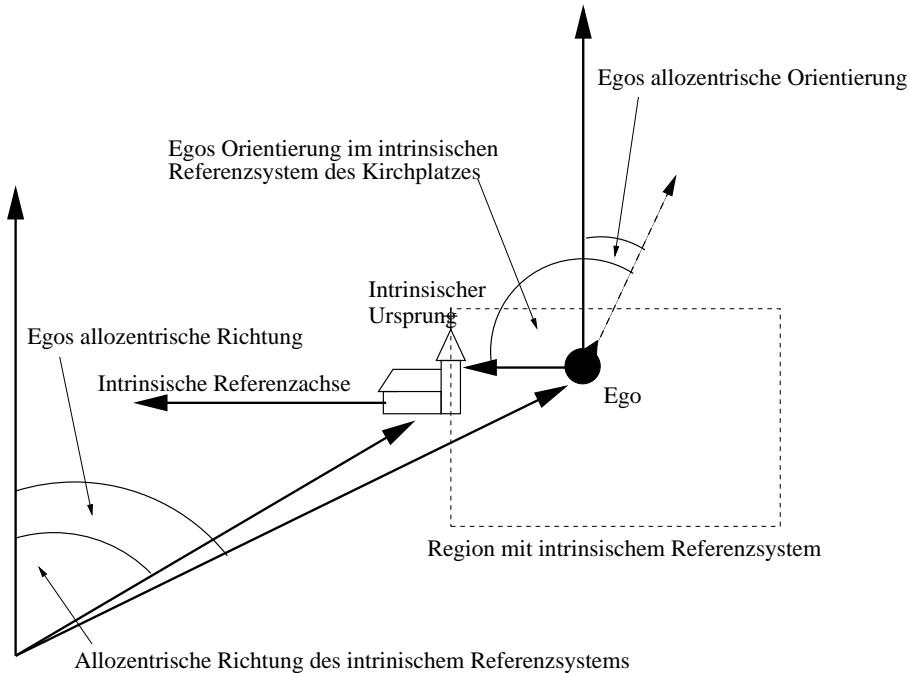 Egos allozentrische Orientierung
Egos Orientierung im intrinsischen
Referenzsystem des Kirchplatzes
Intrinsischer
Ursprung
Egos allozentrische Richtung
Intrinsische Referenzachse
Ego
Region mit intrinsischem Referenzsystem
Allozentrische Richtung des intrinischem Referenzsystems